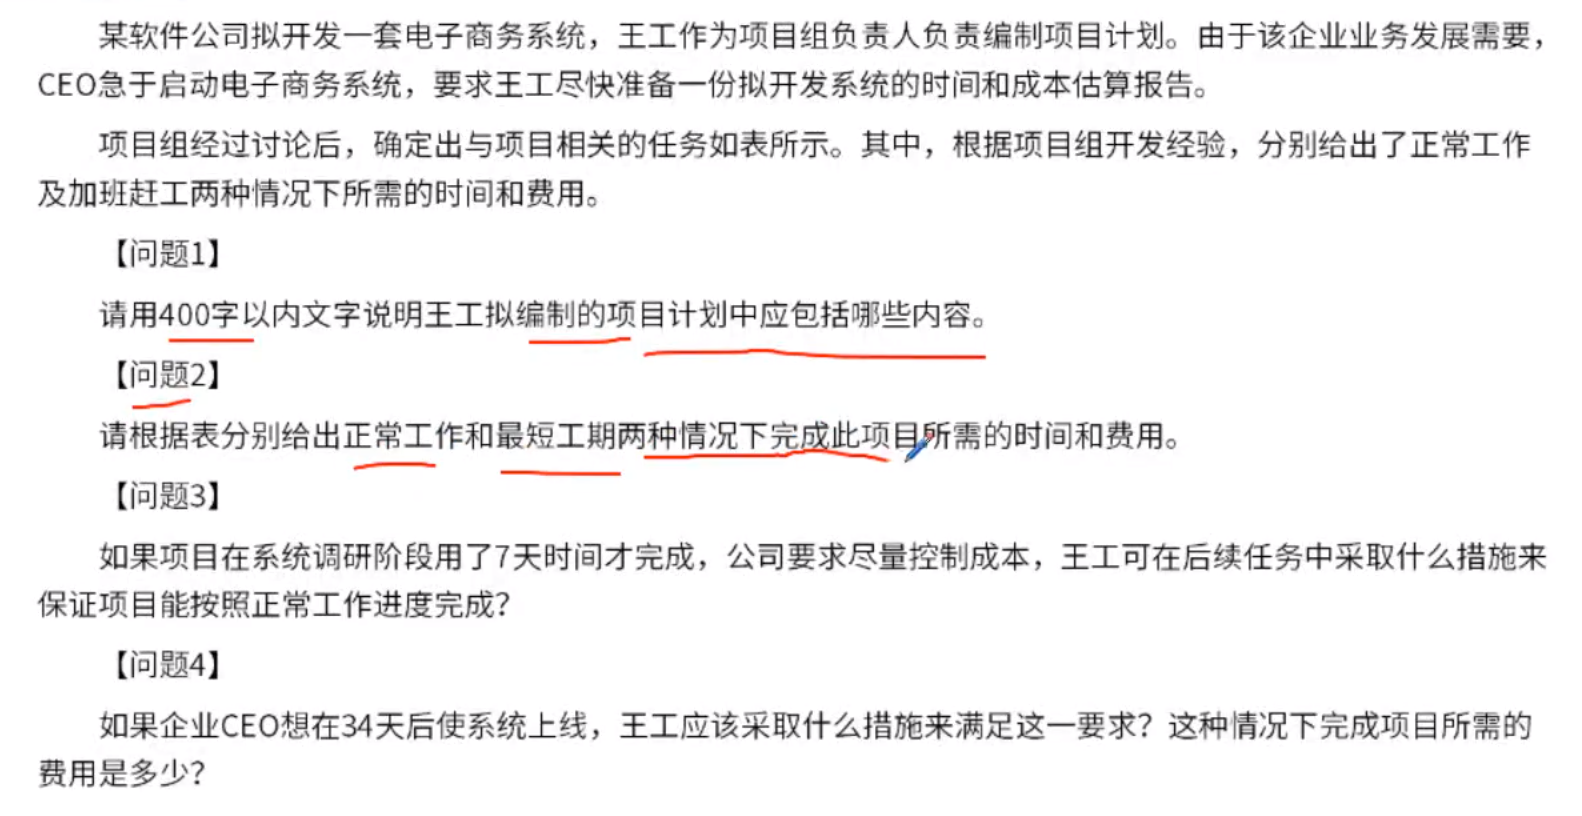 某软件公司拟开发一套电子商务系统，王工作为项目组负责人负责编制项目计划。由于该企业业务发展需要，
CEO急于启动电子商务系统，要求王工尽快准备一份拟开发系统的时间和成本估算报告。
项目组经过讨论后，确定出与项目相关的任务如表所示。其中，根据项目组开发经验，分别给出了正常工作
及加班赶工两种情况下所需的时间和费用。
【问题1】
请用400字以内文字说明王工拟编制的项目计划中应包括哪些内容。
【问题2】
请根据表分别给出正常工作和最短工期两种情况下完成此项目所需的时间和费用。
【问题3】
如果项目在系统调研阶段用了7天时间才完成，公司要求尽量控制成本，王工可在后续任务中采取什么措施来
保证项目能按照正常工作进度完成？
【问题4】
如果企业CEO想在34天后使系统上线，王工应该采取什么措施来满足这一要求？这种情况下完成项目所需的
费用是多少？